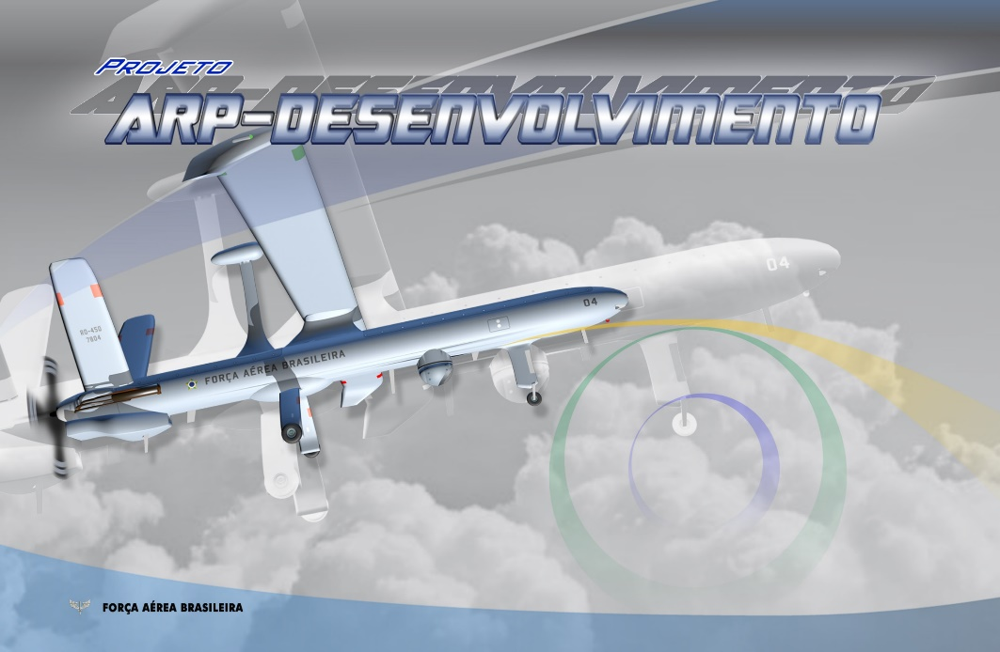 PROJETO
ARP-DESENVOLVIMENTO
04
04
RQ-450
7804
FORÇA AÉREA BRASILEIRA
FORÇA AÉREA BRASILEIRA